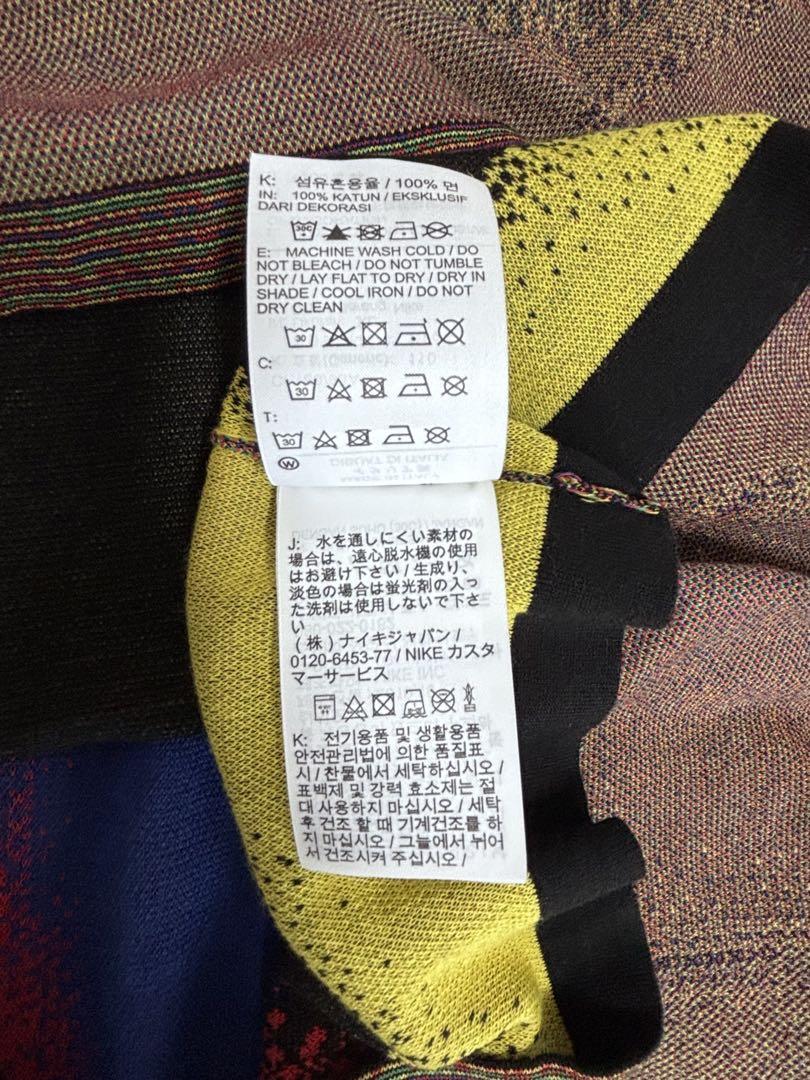 K: 섬유혼용율 / 100% 면
IN: 100% KATUN / EKSKLUSIF
DARI DEKORASI
30C
E: MACHINE WASH COLD / DO
NOT BLEACH / DO NOT TUMBLE
DRY / LAY FLAT TO DRY / DRY IN
SHADE / COOL IRON / DO NOT
DRY CLEAN
30
C:
30
T:
30
W
J: 水を通しにくい素材の
場合は、遠心脱水機の使用
はお避け下さい / 生成り、
淡色の場合は蛍光剤の入っ
た洗剤は使用しないで下さ
い
(株) ナイキジャパン /
0120-6453-77 / NIKE カスタ
マーサービス
K: 전기용품 및 생활용품
안전관리법에 의한 품질표
시 / 찬물에서 세탁하십시오 /
표백제 및 강력 효소제는 절
대 사용하지 마십시오 / 세탁
후 건조 할 때 기계건조를 하
지 마십시오 / 그늘에서 뉘어
서 건조시켜 주십시오 /